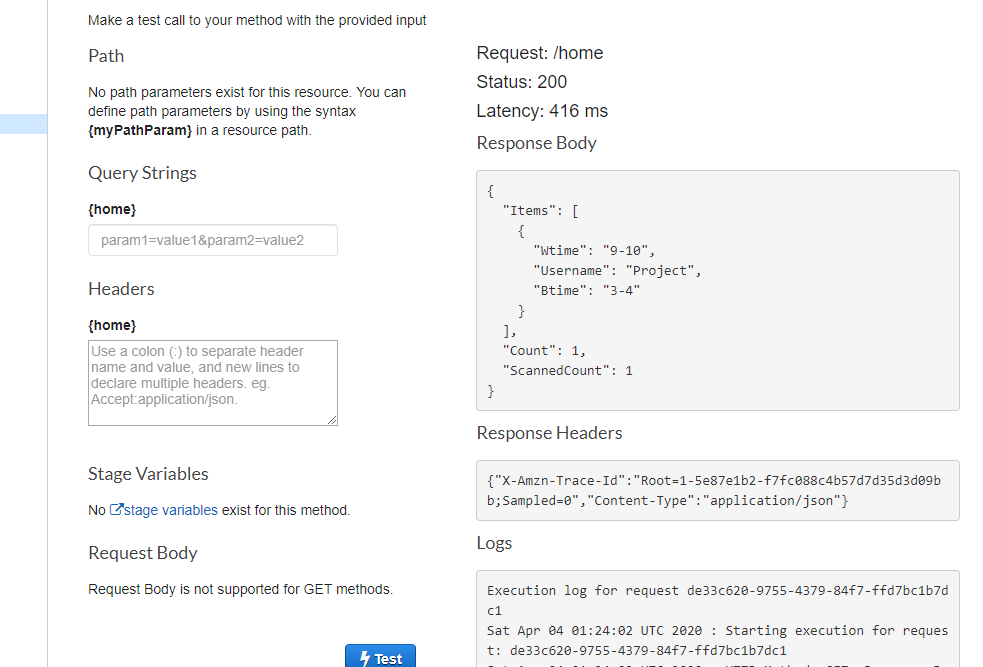 Make a test call to your method with the provided input
Path
No path parameters exist for this resource. You can
define path parameters by using the syntax
{myPathParam} in a resource path.
Query Strings
{home}
param1=value1&param2=value2
Headers
{home}
Use a colon (:) to separate header
name and value, and new lines to
declare multiple headers. eg.
Accept:application/json.
Stage Variables
No stage variables exist for this method.
Request Body
Request Body is not supported for GET methods.
Test
Request: /home
Status: 200
Latency: 416 ms
Response Body
{
"Items": [
{
"Wtime": "9-10",
"Username": "Project",
"Btime": "3-4"
}
],
"Count": 1,
"ScannedCount": 1
}
Response Headers
{"X-Amzn-Trace-Id":"Root=1-5e87e1b2-f7fc088c4b57d7d35d3d09b
b;Sampled=0","Content-Type":"application/json"}
Logs
Execution log for request de33c620-9755-4379-84f7-ffd7bc1b7d
c1
Sat Apr 04 01:24:02 UTC 2020 : Starting execution for reques
t: de33c620-9755-4379-84f7-ffd7bc1b7dc1